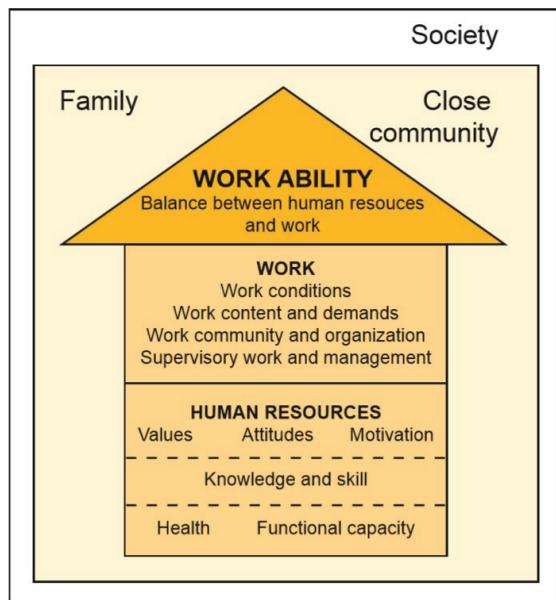 Society
Family
Close
community
WORK ABILITY
Balance between human resouces
and work
WORK
Work conditions
Work content and demands
Work community and organization
Supervisory work and management
HUMAN RESOURCES
Values Attitudes Motivation
Knowledge and skill
Health Functional capacity